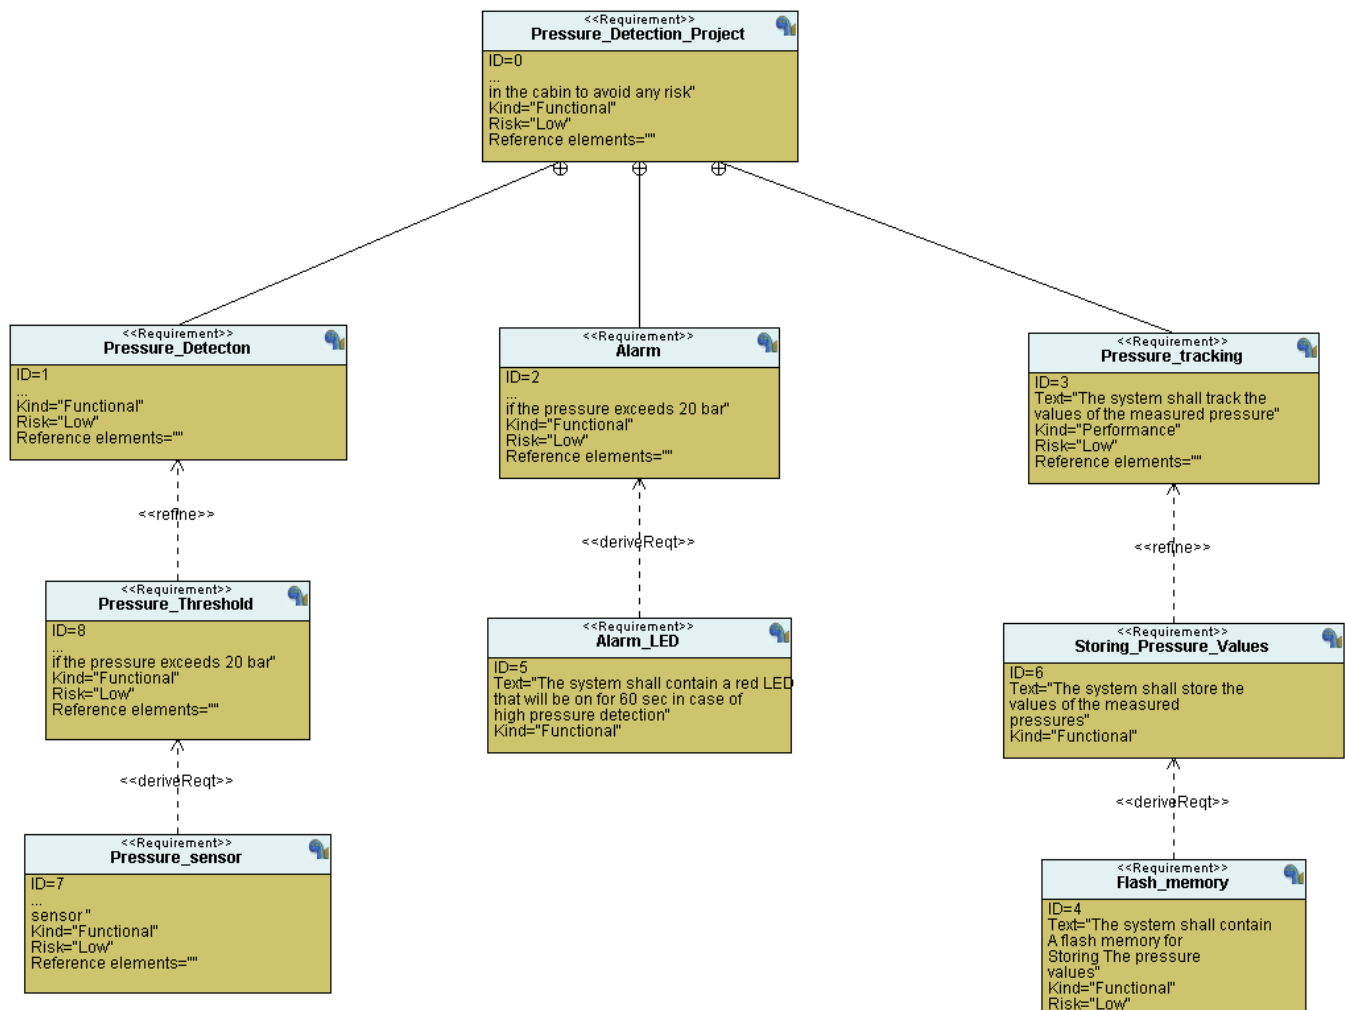 <<Requirement>>
Pressure_Detection_Project
ID=0
...
in the cabin to avoid any risk"
Kind="Functional"
Risk="Low"
Reference elements=""
<<Requirement>>
Pressure_Detecton
ID=1
...
Kind="Functional"
Risk="Low"
Reference elements=""
<<Requirement>>
Alarm
ID=2
...
if the pressure exceeds 20 bar"
Kind="Functional"
Risk="Low"
Reference elements=""
<<Requirement>>
Pressure_tracking
ID=3
Text="The system shall track the
values of the measured pressure"
Kind="Performance"
Risk="Low"
Reference elements=""
<<refine>>
<<deriveReqt>>
<<refine>>
<<Requirement>>
Pressure_Threshold
ID=8
...
if the pressure exceeds 20 bar"
Kind="Functional"
Risk="Low"
Reference elements=""
<<Requirement>>
Alarm_LED
ID=5
Text="The system shall contain a red LED
that will be on for 60 sec in case of
high pressure detection"
Kind="Functional"
<<Requirement>>
Storing_Pressure_Values
ID=6
Text="The system shall store the
values of the measured
pressures"
Kind="Functional"
<<deriveReqt>>
<<deriveReqt>>
<<Requirement>>
Pressure_sensor
ID=7
...
sensor "
Kind="Functional"
Risk="Low"
Reference elements=""
<<Requirement>>
Flash_memory
ID=4
Text="The system shall contain
A flash memory for
Storing The pressure
values"
Kind="Functional"
Risk="Low"